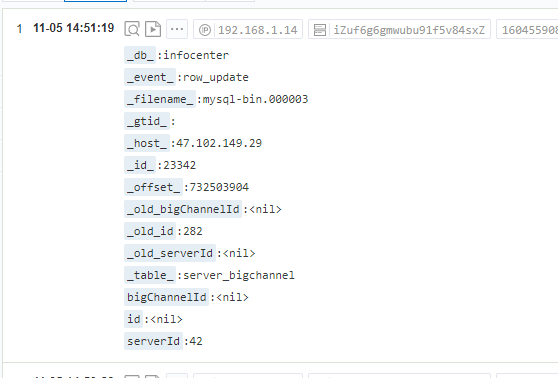 1 11-05 14:51:19 ... 192.168.1.14 iZuf6g6gmwubu91f5v84sxZ 160455908
_db_:infocenter
_event_:row_update
_filename_:mysql-bin.000003
_gtid_:
_host_:47.102.149.29
_id_:23342
_offset_:732503904
_old_bigChannelId:<nil>
_old_id:282
_old_serverId:<nil>
_table_:server_bigchannel
bigChannelId:<nil>
id:<nil>
serverId:42